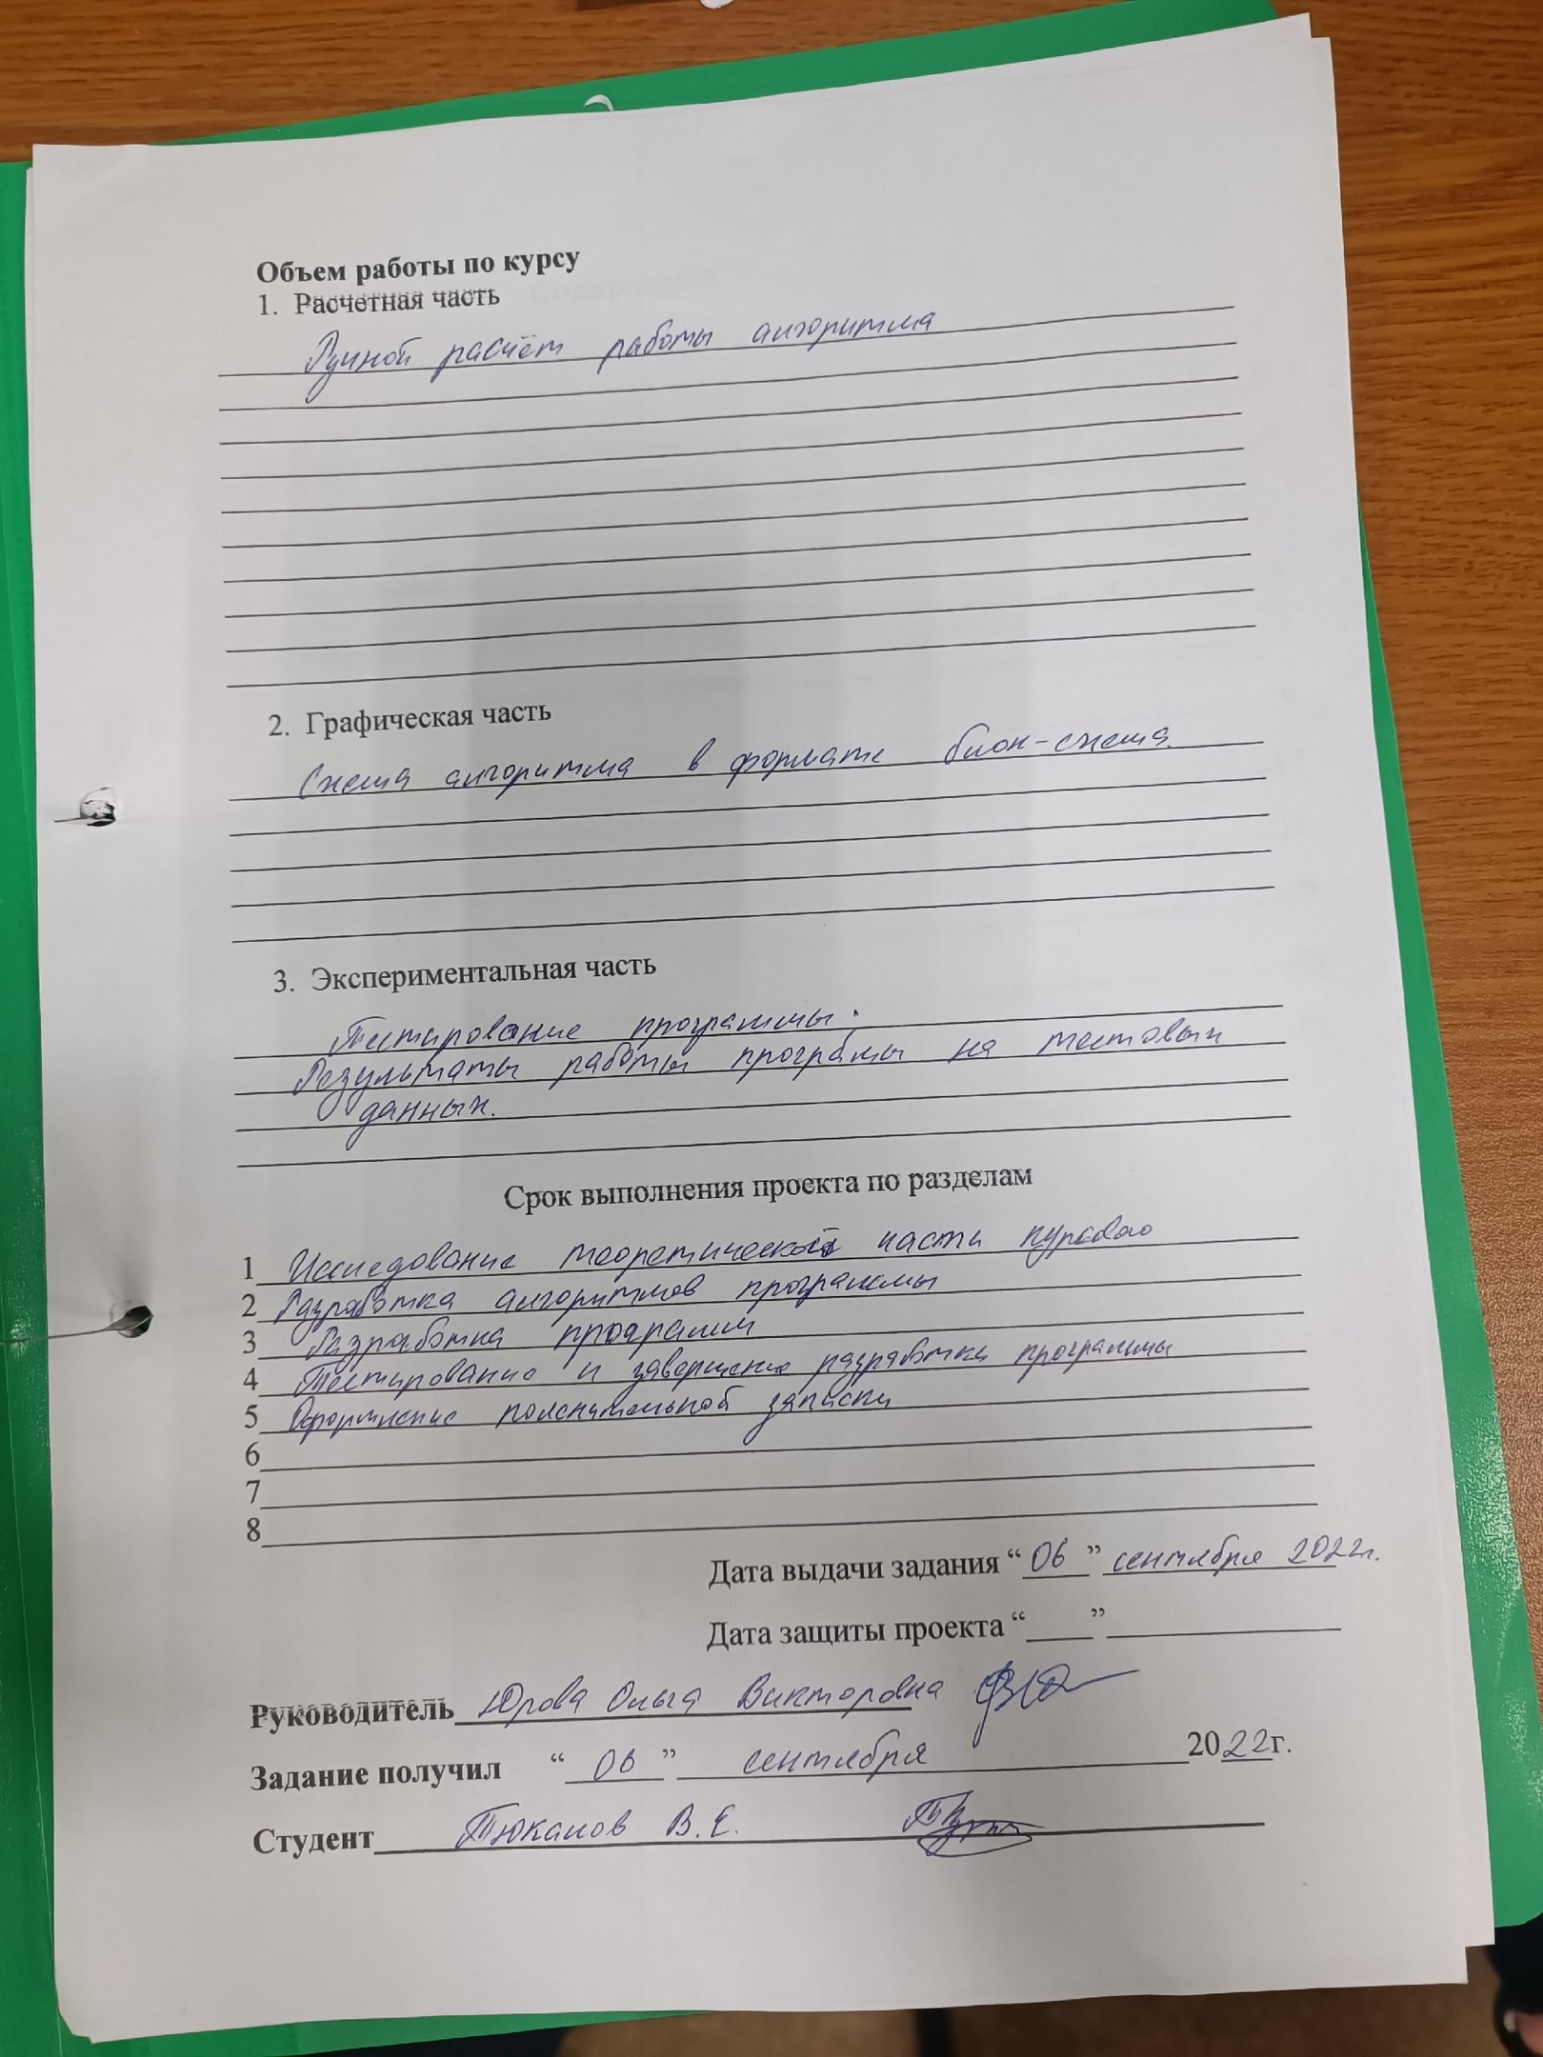 Объем работы по курсу
1. Расчетная часть
Ручной расчёт работы алгоритма
2. Графическая часть
Схема алгоритма в формате блок-схема.
3. Экспериментальная часть
Тестирование программы.
Результаты работы програмы на тестовых
данных.
Срок выполнения проекта по разделам
1 Исследование теоретической части курсового
2 Разработка алгоритмов программы
3 Разработка программ
4 Тестирование и завершение разработки программы
5 Оформление пояснительной записки
6
7
8
Дата выдачи задания “06” сентября 2022г.
Дата защиты проекта “____”
Руководитель Юрова Ольга Викторовна
Задание получил “06” сентября 2022г.
Студент Тюканов В.Е.